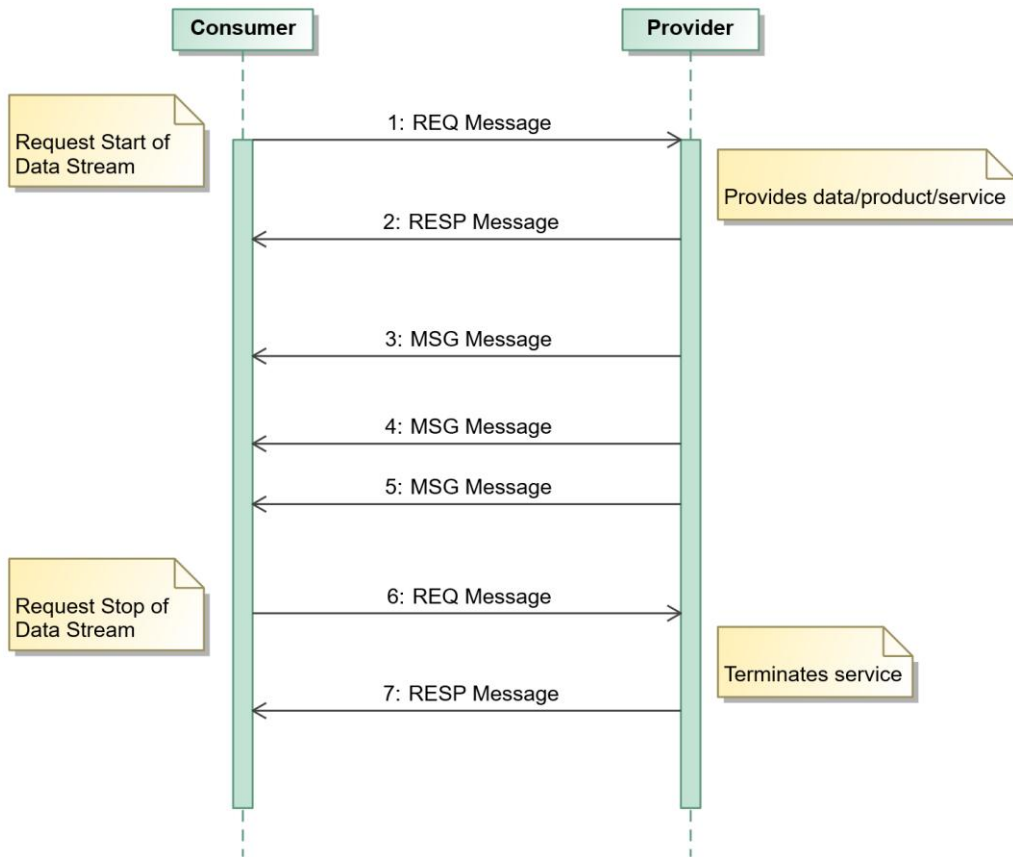 Consumer
Provider
1: REQ Message
Request Start of
Data Stream
Provides data/product/service
2: RESP Message
3: MSG Message
4: MSG Message
5: MSG Message
6: REQ Message
Request Stop of
Data Stream
Terminates service
7: RESP Message